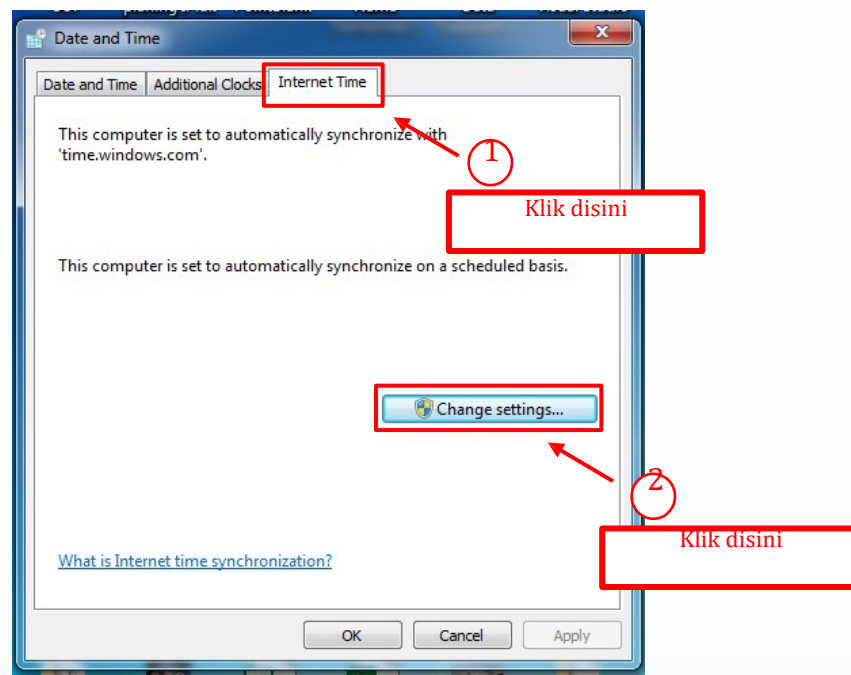 Date and Time
Date and Time Additional Clocks Internet Time
This computer is set to automatically synchronize with
'time.windows.com'.
1
Klik disini
This computer is set to automatically synchronize on a scheduled basis.
Change settings...
2
Klik disini
What is Internet time synchronization?
OK Cancel Apply